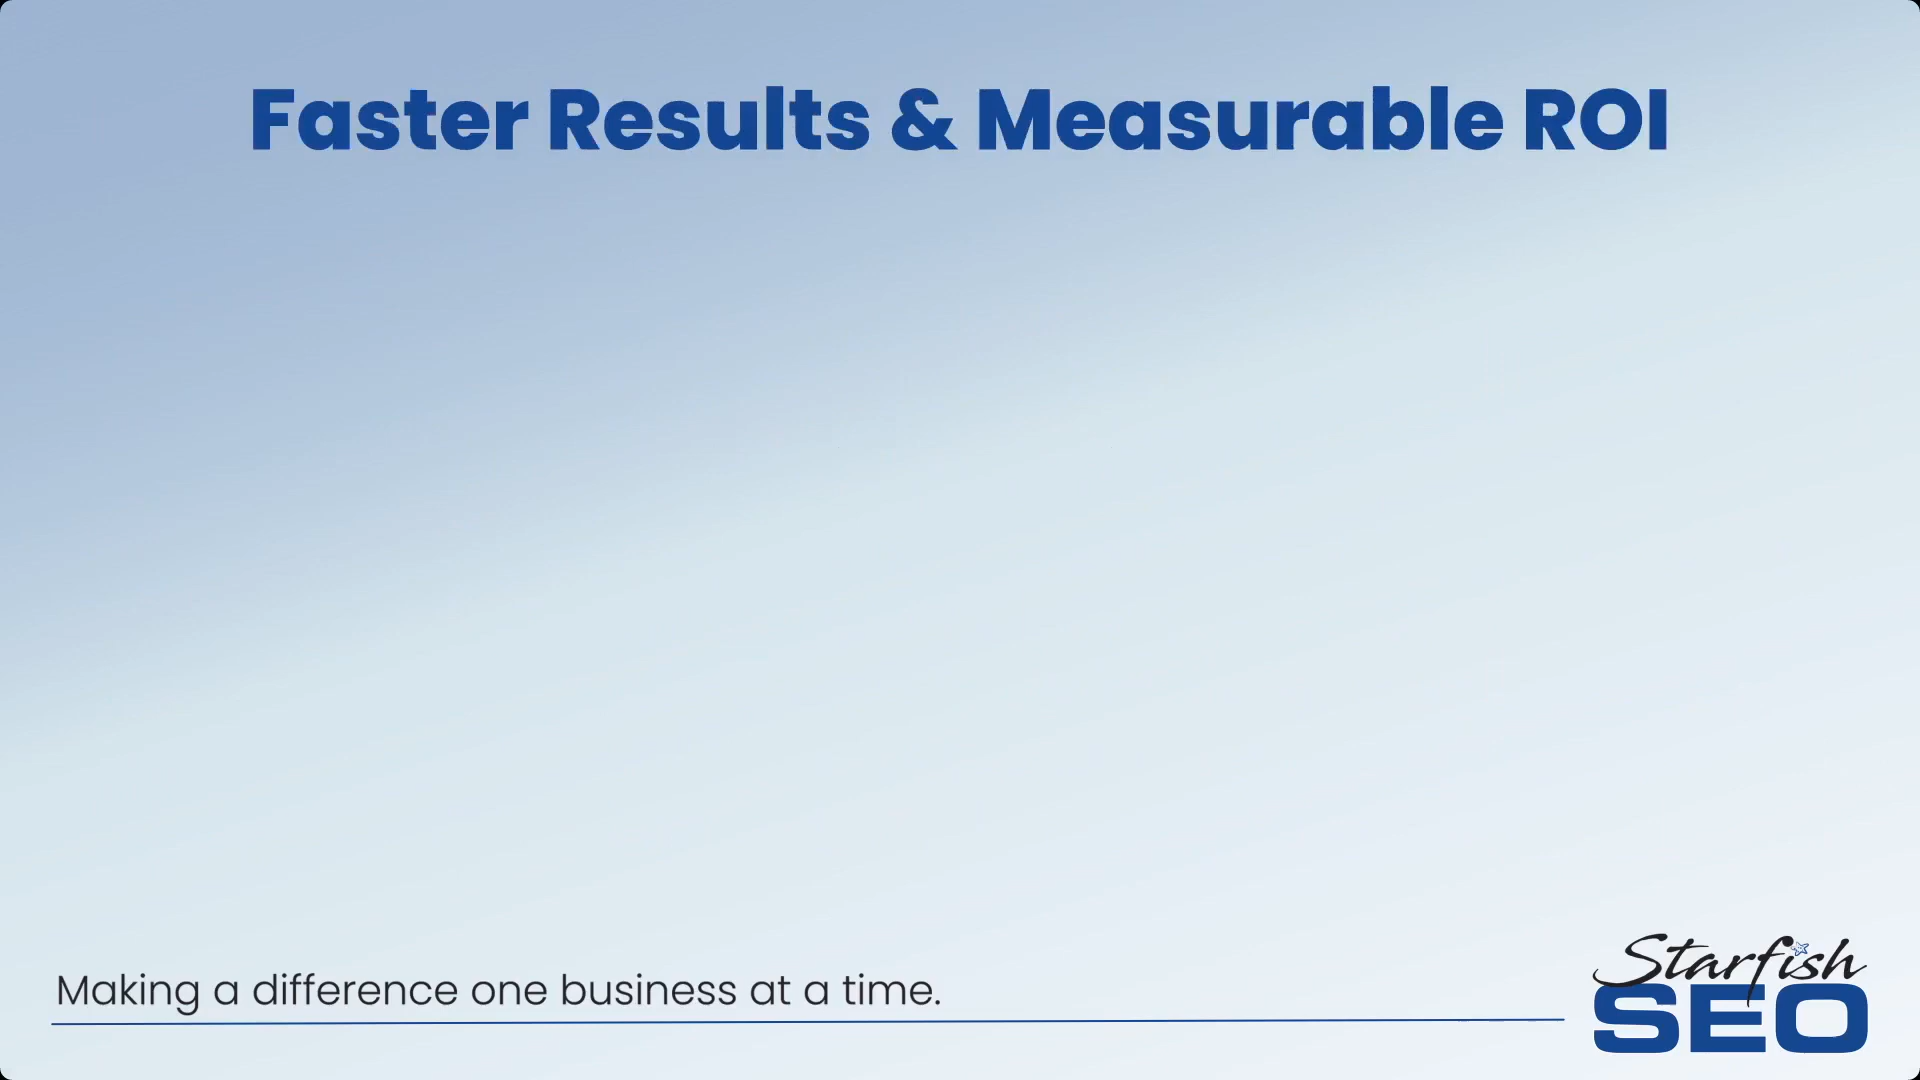 Faster Results & Measurable ROI
Making a difference one business at a time.
Starfish
SEO